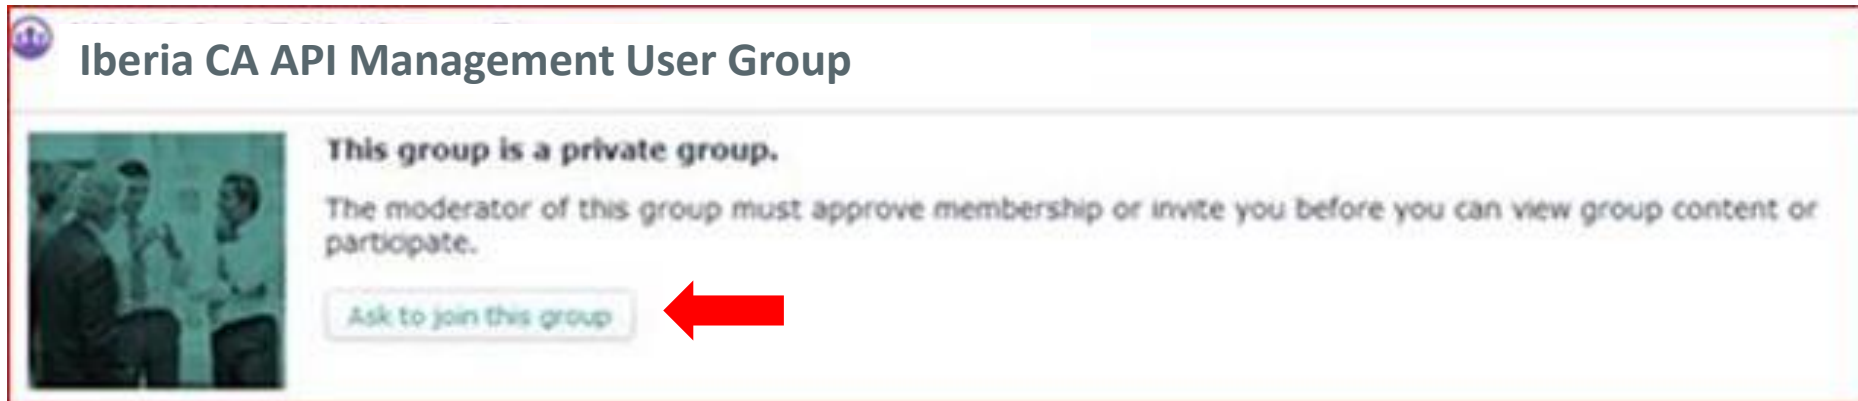 Iberia CA API Management User Group
This group is a private group.
The moderator of this group must approve membership or invite you before you can view group content or
participate.
Ask to join this group